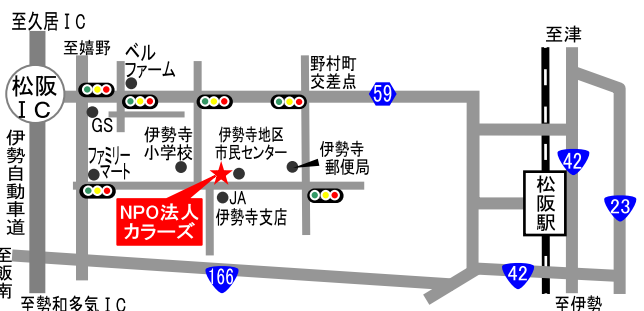 至久居IC
至嬉野
ベル
ファーム
野村町
交差点
至津
松阪
IC
59
GS
伊勢寺
小学校
伊勢寺地区
市民センター
伊勢寺
郵便局
42
伊勢自動車道
ファミリー
マート
松阪駅
23
NPO法人
カラーズ
JA
伊勢寺支店
至飯南
166
42
至勢和多気IC
至伊勢